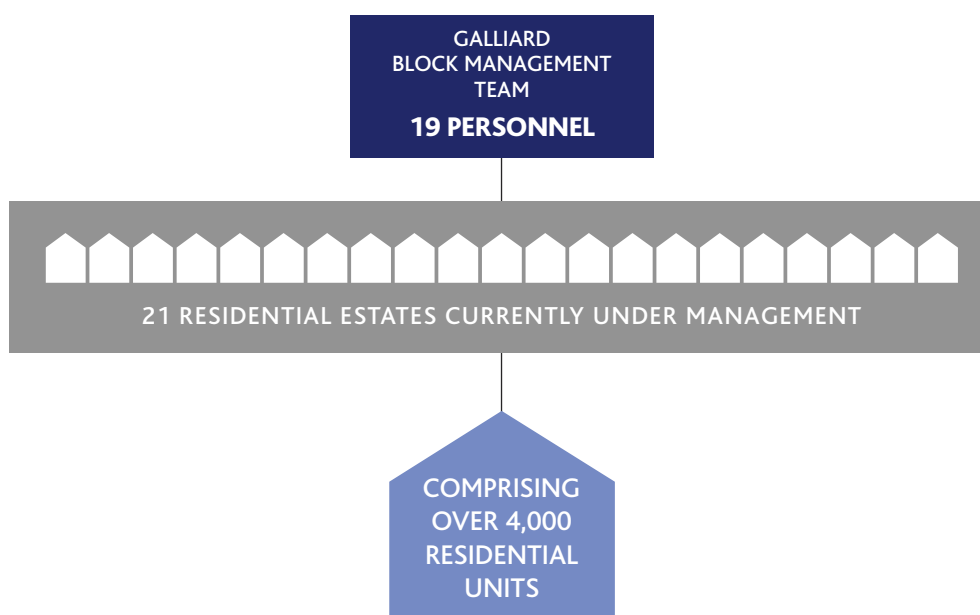 GALLIARD
BLOCK MANAGEMENT
TEAM
19 PERSONNEL
21 RESIDENTIAL ESTATES CURRENTLY UNDER MANAGEMENT
COMPRISING
OVER 4,000
RESIDENTIAL
UNITS